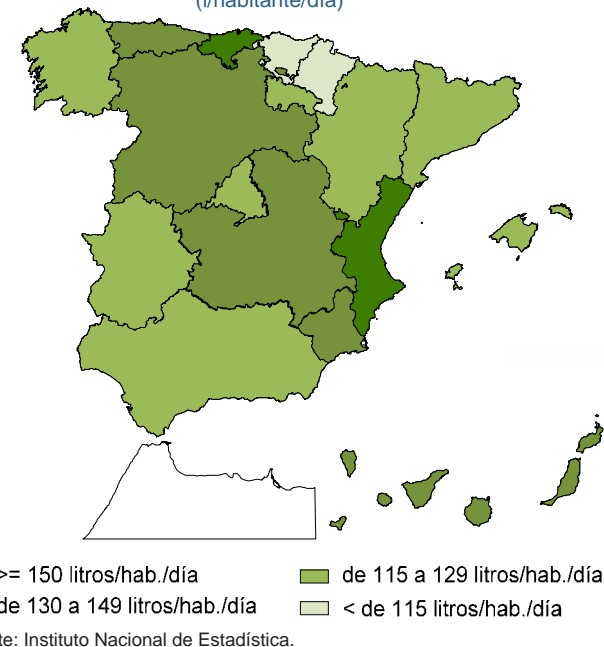 (l/habitante/día)
>= 150 litros/hab./día
de 115 a 129 litros/hab./día
de 130 a 149 litros/hab./día
< de 115 litros/hab./día
te: Instituto Nacional de Estadística.